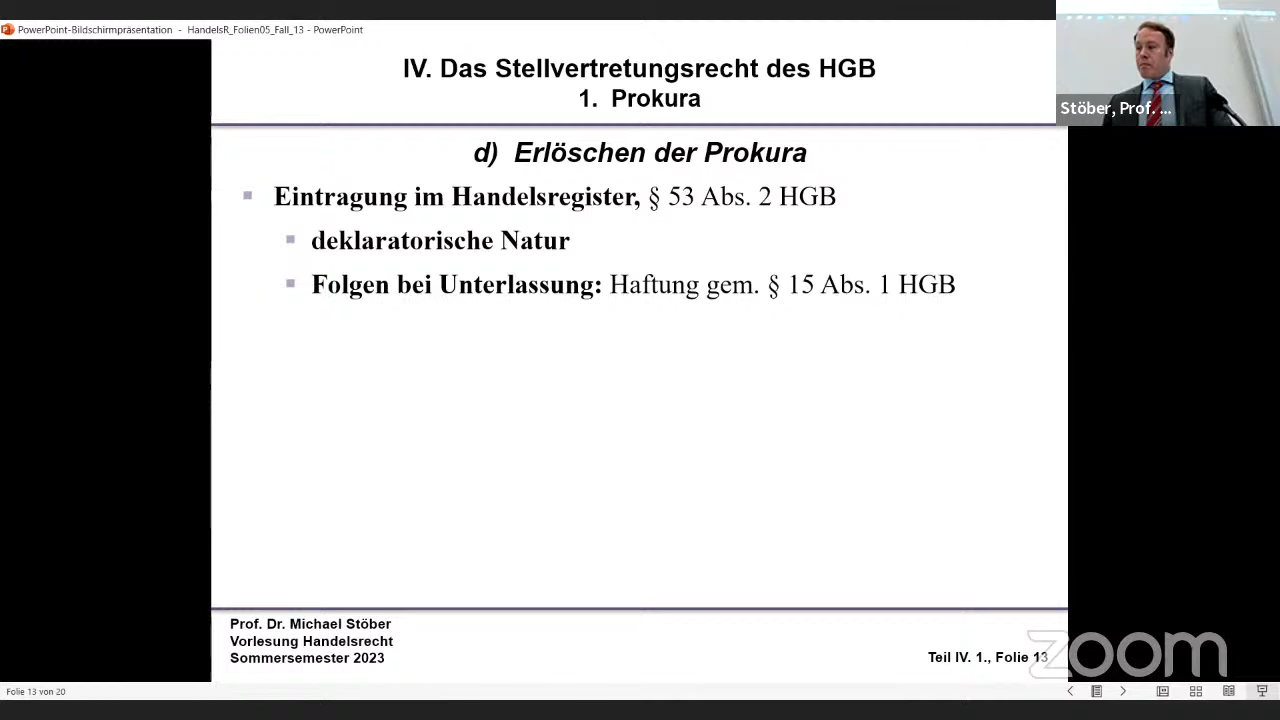 PowerPoint-Bildschirmpräsentation - HandelsR_Folien05_Fall_13 - PowerPoint
Stöber, Prof. ...
IV. Das Stellvertretungsrecht des HGB
1. Prokura
d) Erlöschen der Prokura
Eintragung im Handelsregister, § 53 Abs. 2 HGB
deklaratorische Natur
Folgen bei Unterlassung: Haftung gem. § 15 Abs. 1 HGB
Prof. Dr. Michael Stöber
Vorlesung Handelsrecht
Sommersemester 2023
Teil IV. 1., Folie 13
zoom
Folie 13 von 20